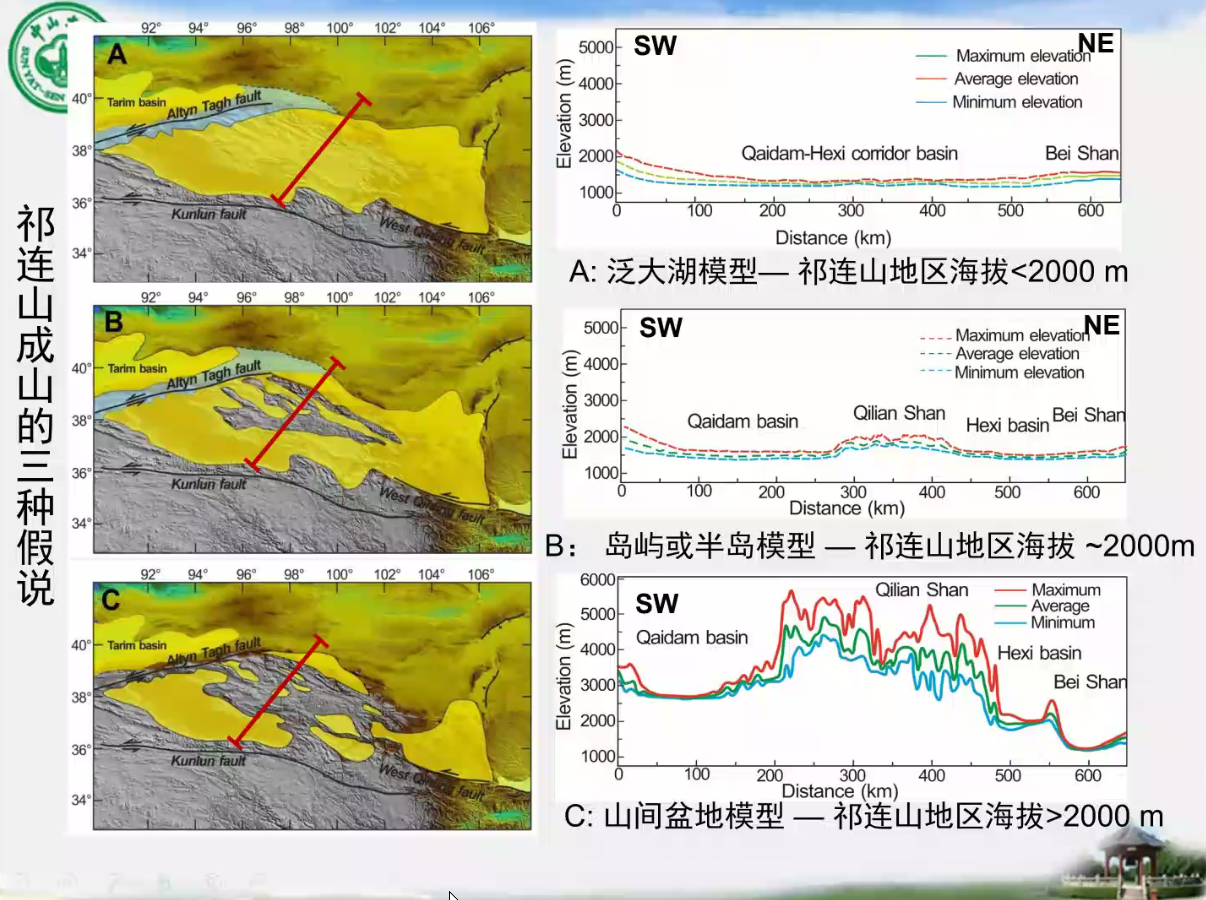 中山大
SUN YAT-SEN
祁连山成山的三种假说
92° 94° 96° 98° 100° 102° 104° 106°
A
40°
38°
36°
34°
Tarim basin
Altyn Tagh fault
Kunlun fault
West Qinling fault
SW
NE
Maximum elevation
Average elevation
Minimum elevation
Elevation (m)
5000
4000
3000
2000
1000
Qaidam-Hexi corridor basin
Bei Shan
0 100 200 300 400 500 600
Distance (km)
A: 泛大湖模型— 祁连山地区海拔<2000 m
92° 94° 96° 98° 100° 102° 104° 106°
B
40°
38°
36°
34°
Tarim basin
Altyn Tagh fault
Kunlun fault
West Qinling fault
SW
NE
Maximum elevation
Average elevation
Minimum elevation
Elevation (m)
5000
4000
3000
2000
1000
Qaidam basin
Qilian Shan
Hexi basin
Bei Shan
0 100 200 300 400 500 600
Distance (km)
B： 岛屿或半岛模型 — 祁连山地区海拔 ~2000m
92° 94° 96° 98° 100° 102° 104° 106°
C
40°
38°
36°
34°
Tarim basin
Altyn Tagh fault
Kunlun fault
West Qinling fault
SW
Qilian Shan
Maximum
Average
Minimum
Elevation (m)
6000
5000
4000
3000
2000
1000
Qaidam basin
Hexi basin
Bei Shan
0 100 200 300 400 500 600
Distance (km)
C: 山间盆地模型 — 祁连山地区海拔>2000 m